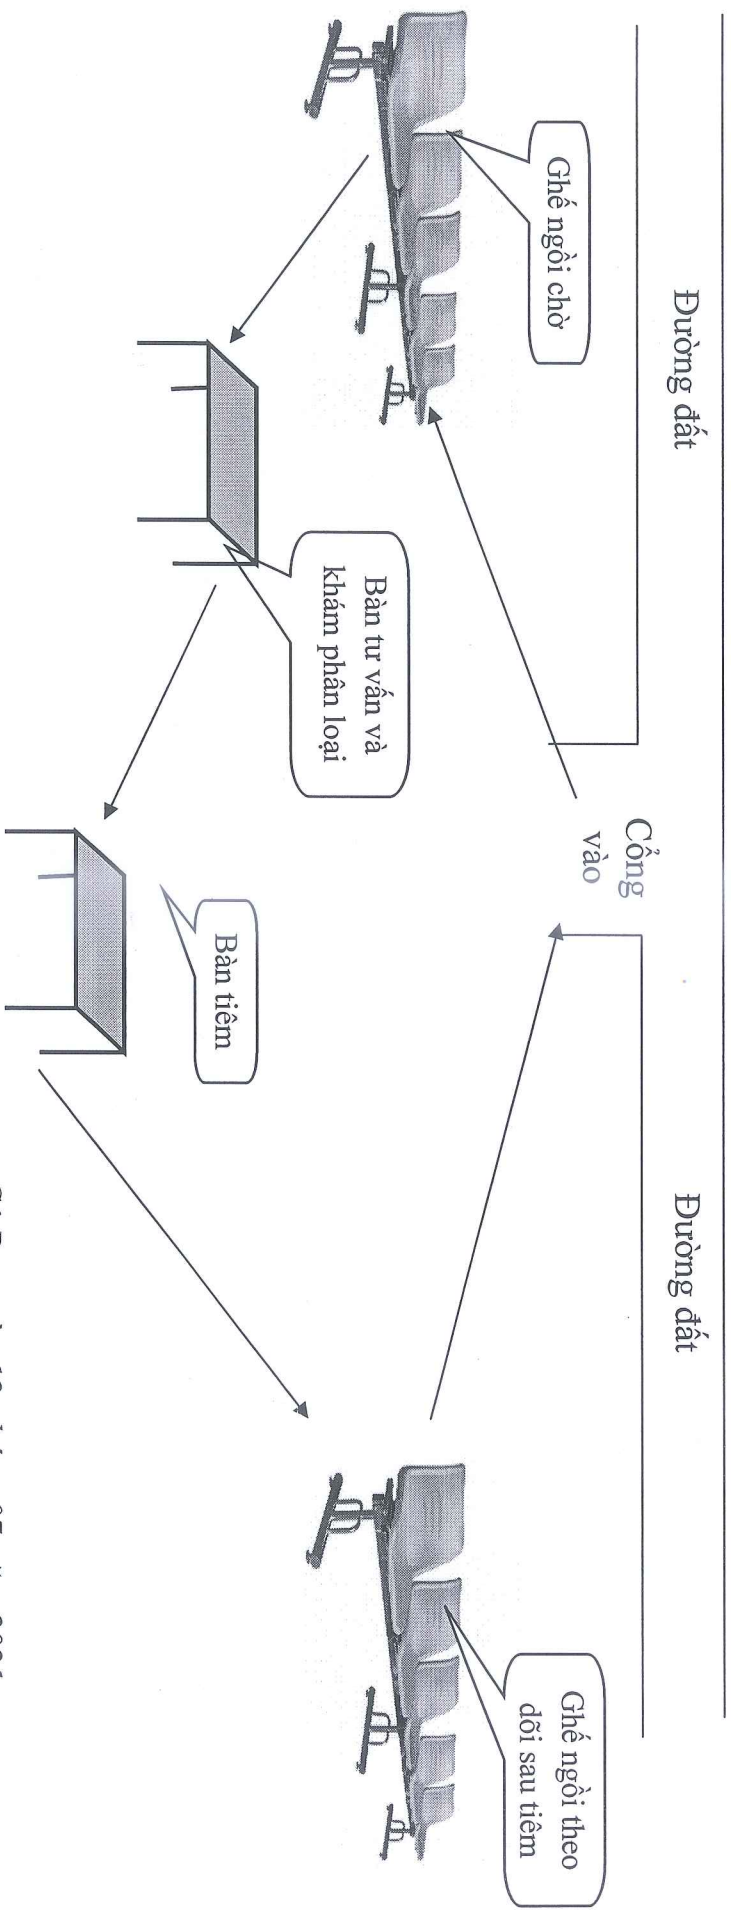 Đường đất
Đường đất
Cổng
vào
Ghế ngồi chờ
Bàn tư vấn và
khám phân loại
Bàn tiêm
Ghế ngồi theo
dõi sau tiêm